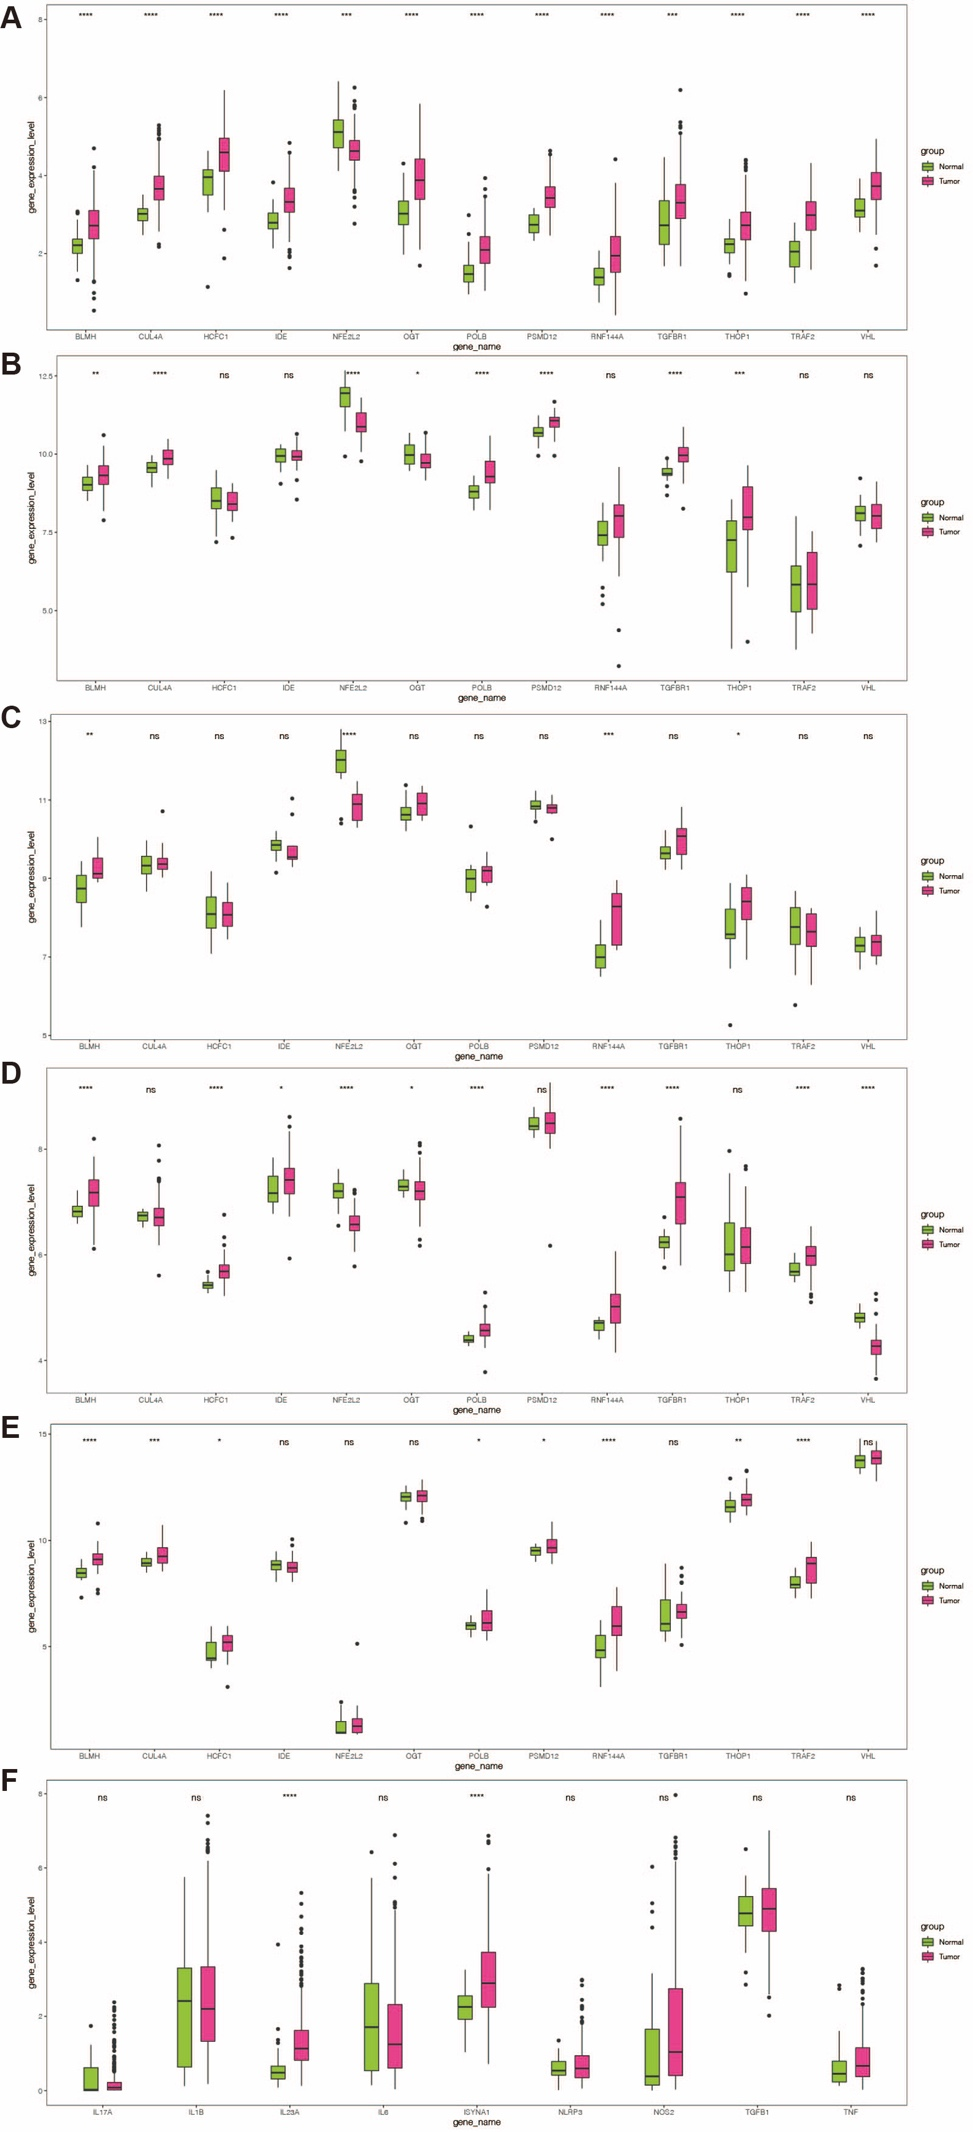 A
**** **** **** **** *** **** **** **** **** *** **** **** ****
8
6
4
2
gene_expression_level
BLMH CUL4A HCFC1 IDE NFE2L2 OGT POLB PSMD12 RNF144A TGFBR1 THOP1 TRAF2 VHL
gene_name
group
Normal
Tumor
B
** **** ns ns **** * **** **** ns **** *** ns ns
12.5
10.0
7.5
5.0
gene_expression_level
BLMH CUL4A HCFC1 IDE NFE2L2 OGT POLB PSMD12 RNF144A TGFBR1 THOP1 TRAF2 VHL
gene_name
group
Normal
Tumor
C
** ns ns ns **** ns ns ns *** ns * ns ns
13
11
9
7
5
gene_expression_level
BLMH CUL4A HCFC1 IDE NFE2L2 OGT POLB PSMD12 RNF144A TGFBR1 THOP1 TRAF2 VHL
gene_name
group
Normal
Tumor
D
**** ns **** * **** * **** ns **** **** ns **** ****
8
6
4
gene_expression_level
BLMH CUL4A HCFC1 IDE NFE2L2 OGT POLB PSMD12 RNF144A TGFBR1 THOP1 TRAF2 VHL
gene_name
group
Normal
Tumor
E
**** *** * ns ns ns * * **** ns ** **** ns
15
10
5
gene_expression_level
BLMH CUL4A HCFC1 IDE NFE2L2 OGT POLB PSMD12 RNF144A TGFBR1 THOP1 TRAF2 VHL
gene_name
group
Normal
Tumor
F
ns ns **** ns **** ns ns ns ns
8
6
4
2
0
gene_expression_level
IL17A IL1B IL23A IL6 ISYNA1 NLRP3 NOS2 TGFB1 TNF
gene_name
group
Normal
Tumor